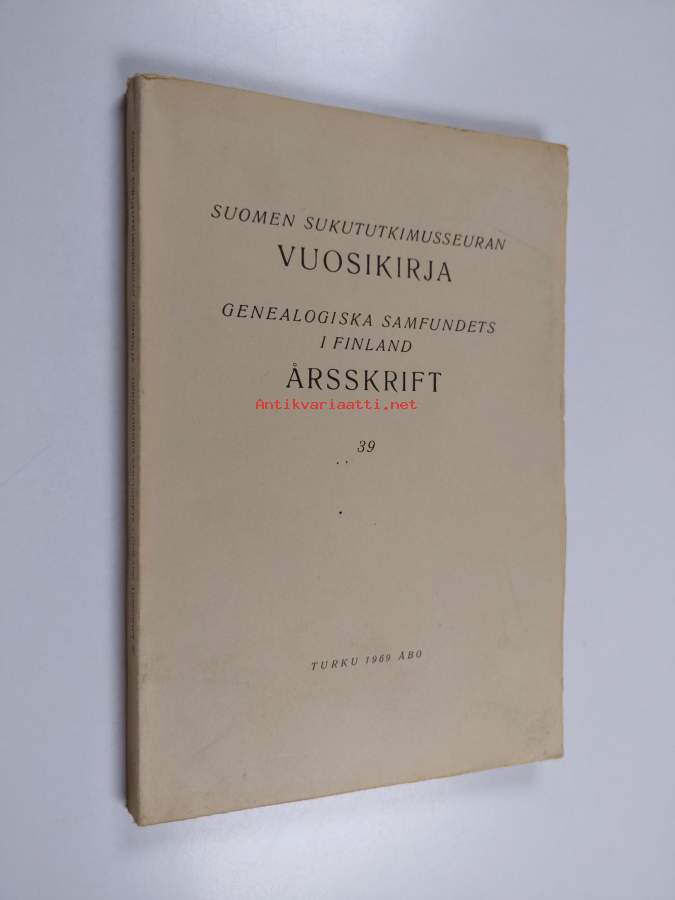 SUOMEN SUKUTUTKIMUSSEURAN
VUOSIKIRJA
GENEALOGISKA SAMFUNDETS
I FINLAND
ÅRSSKRIFT
Antikvariaatti.net
39
TURKU 1969 ÅBO